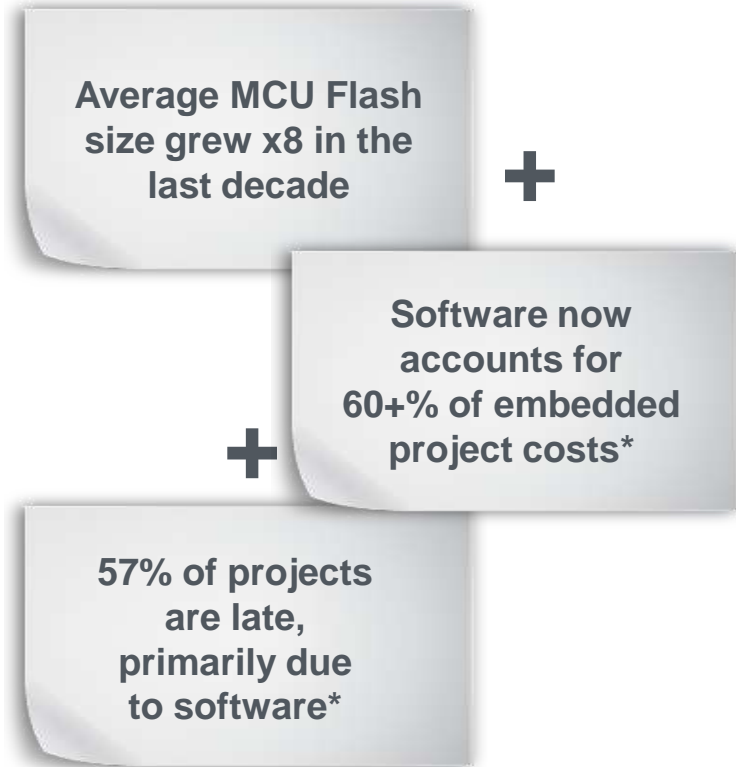 Average MCU Flash
size grew x8 in the
last decade
+
Software now
accounts for
60+% of embedded
project costs*
+
57% of projects
are late,
primarily due
to software*